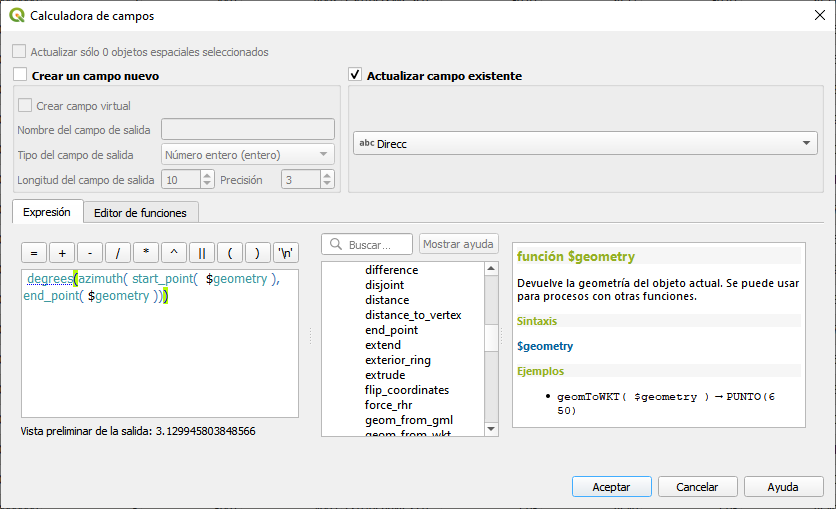 Calculadora de campos
Actualizar sólo 0 objetos espaciales seleccionados
Crear un campo nuevo
Actualizar campo existente
Crear campo virtual
Nombre del campo de salida
Tipo del campo de salida
Número entero (entero)
Longitud del campo de salida
10
Precisión
3
abc Direcc
Expresión
Editor de funciones
=
+
-
/
*
^
||
(
)
'\n'
degrees(azimuth( start_point( $geometry ),
end_point( $geometry )))
Vista preliminar de la salida: 3.129945803848566
Buscar...
Mostrar ayuda
difference
disjoint
distance
distance_to_vertex
end_point
extend
exterior_ring
extrude
flip_coordinates
force_rhr
geom_from_gml
geom_from_wkt
función $geometry
Devuelve la geometría del objeto actual. Se puede usar
para procesos con otras funciones.
Sintaxis
$geometry
Ejemplos
• geomToWKT( $geometry ) → PUNTO(6
50)
Aceptar
Cancelar
Ayuda